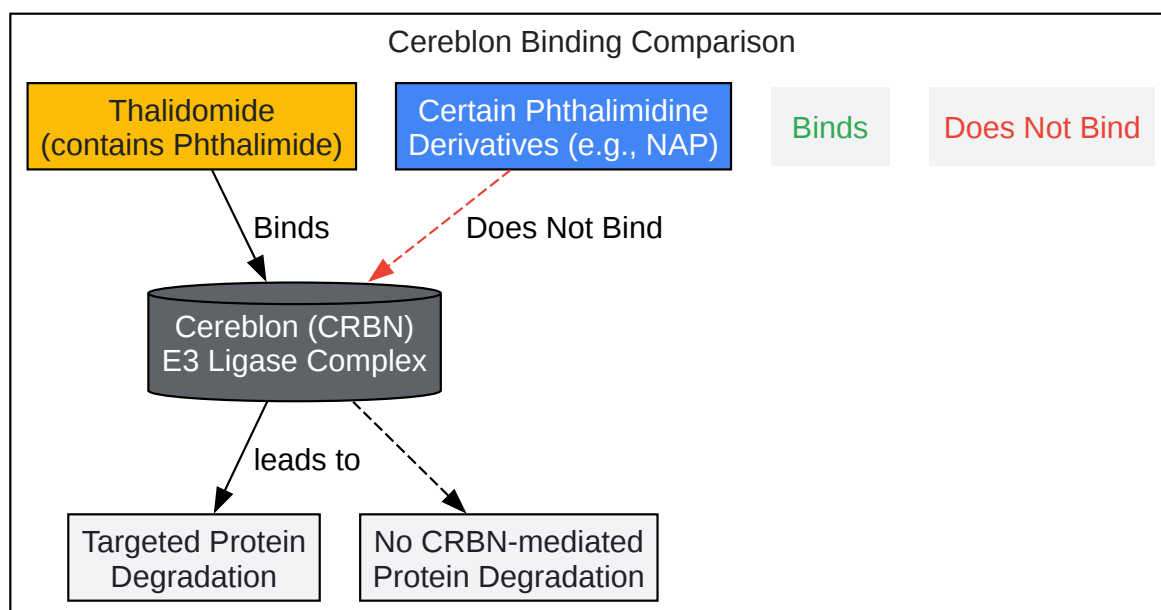 Cereblon Binding Comparison
Thalidomide
(contains Phthalimide)
Certain Phthalimidine
Derivatives (e.g., NAP)
Binds
Does Not Bind
Binds
Does Not Bind
Cereblon (CRBN)
E3 Ligase Complex
leads to
Targeted Protein
Degradation
No CRBN-mediated
Protein Degradation